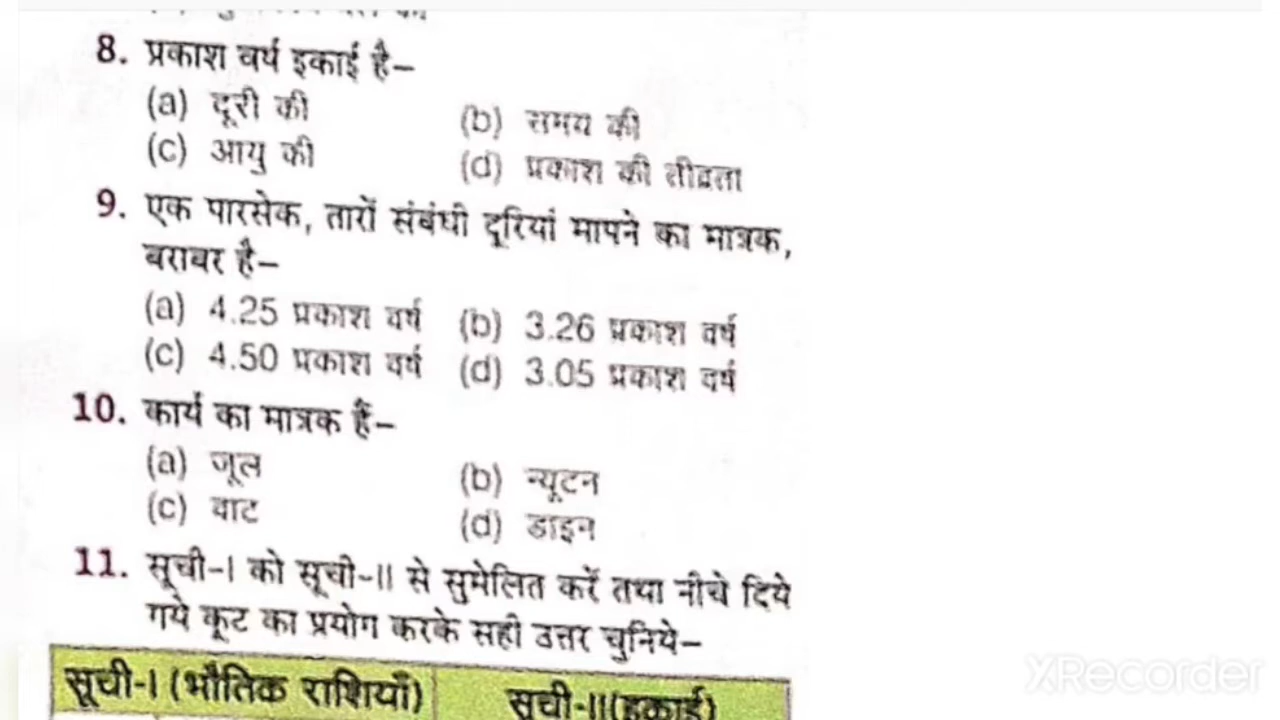 8. प्रकाश वर्ष इकाई है–
(a) दूरी की (b) समय की
(c) आयु की (d) प्रकाश की तीव्रता
9. एक पारसेक, तारों संबंधी दूरियां मापने का मात्रक,
बराबर है–
(a) 4.25 प्रकाश वर्ष (b) 3.26 प्रकाश वर्ष
(c) 4.50 प्रकाश वर्ष (d) 3.05 प्रकाश वर्ष
10. कार्य का मात्रक हैं–
(a) जूल (b) न्यूटन
(c) वाट (d) डाइन
11. सूची-I को सूची-II से सुमेलित करें तथा नीचे दिये
गये कूट का प्रयोग करके सही उत्तर चुनिये–
सूची-I (भौतिक राशियाँ) सूची-II(इकाई)
XRecorder